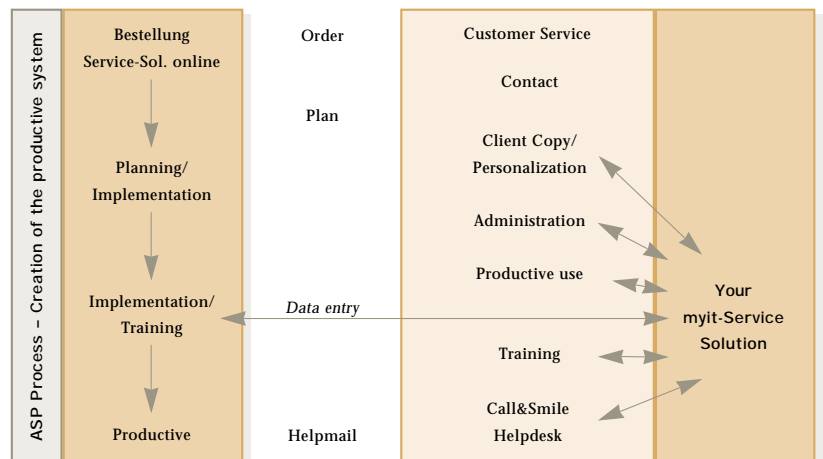 ASP Process – Creation of the productive system
Bestellung
Service-Sol. online
Planning/
Implementation
Implementation/
Training
Productive
Order
Plan
Data entry
Helpmail
Customer Service
Contact
Client Copy/
Personalization
Administration
Productive use
Training
Call&Smile
Helpdesk
Your
myit-Service
Solution